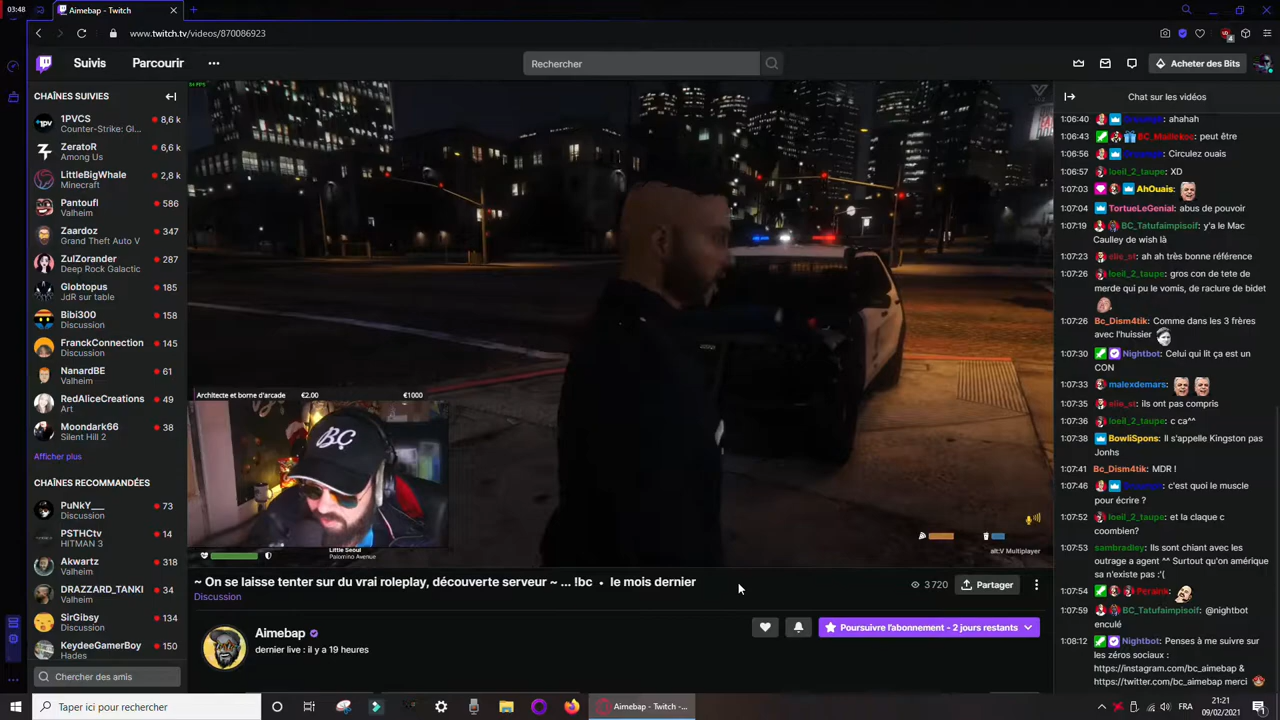 03:48
Aimebap - Twitch
www.twitch.tv/videos/870086923
Suivis
Parcourir
Rechercher
Acheter des Bits
CHAÎNES SUIVIES
1PVCS
8,6 k
Counter-Strike: Gl...
ZeratoR
6,6 k
Among Us
LittleBigWhale
2,8 k
Minecraft
Pantoufl
586
Valheim
Zaardoz
347
Grand Theft Auto V
ZulZorander
287
Deep Rock Galactic
Globtopus
185
JdR sur table
Bibi300
158
Discussion
FranckConnection
145
Discussion
NanardBE
61
Valheim
RedAliceCreations
49
Art
Moondark66
38
Silent Hill 2
Afficher plus
CHAÎNES RECOMMANDÉES
PuNkY___
73
PSTHCtv
14
HITMAN 3
Akwartz
31
Valheim
DRAZZARD_TANKI
34
Valheim
SirGibsy
134
Discussion
KeydeeGamerBoy
150
Hades
Chercher des amis
Architecte et borne d'arcade €2.00 €1000
BÇ
Little Seoul
Palomino Avenue
alt:V Multiplayer
~ On se laisse tenter sur du vrai roleplay, découverte serveur ~ ... !bc • le mois dernier
Discussion
3 720
Partager
Aimebap
dernier live : il y a 19 heures
Poursuivre l'abonnement - 2 jours restants
Chat sur les vidéos
1:06:40 : ahahah
1:06:43 BC_Maillekoc: peut être
1:06:56 : Circulez ouais
1:06:57 loeil_2_taupe: XD
1:07:03 AhOuais:
1:07:04 TortueLeGenial: abus de pouvoir
1:07:19 BC_Tatufaimpisoif: y'a le Mac
Caulley de wish là
1:07:23 elie_st: ah ah très bonne référence
1:07:26 loeil_2_taupe: gros con de tete de
merde qui pu le vomis, de raclure de bidet
1:07:26 Bc_Dism4tik: Comme dans les 3 frères
avec l'huissier
1:07:30 Nightbot: Celui qui lit ça est un
CON
1:07:33 malexdemars:
1:07:35 elie_st: ils ont pas compris
1:07:36 loeil_2_taupe: c ca^^
1:07:38 BowliSpons: Il s'appelle Kingston pas
Jonhs
1:07:41 Bc_Dism4tik: MDR !
1:07:46 : c'est quoi le muscle
pour écrire ?
1:07:52 loeil_2_taupe: et la claque c
coombien?
1:07:53 sambradley: Ils sont chiant avec les
outrage a agent ^^ Surtout qu'on amérique
sa n'existe pas :'(
1:07:54 Peraink:
1:07:59 BC_Tatufaimpisoif: @nightbot
enculé
1:08:12 Nightbot: Penses à me suivre sur
les zéros sociaux :
https://instagram.com/bc_aimebap &
https://twitter.com/bc_aimebap merci
Taper ici pour rechercher
Aimebap - Twitch -...
FRA
21:21
09/02/2021